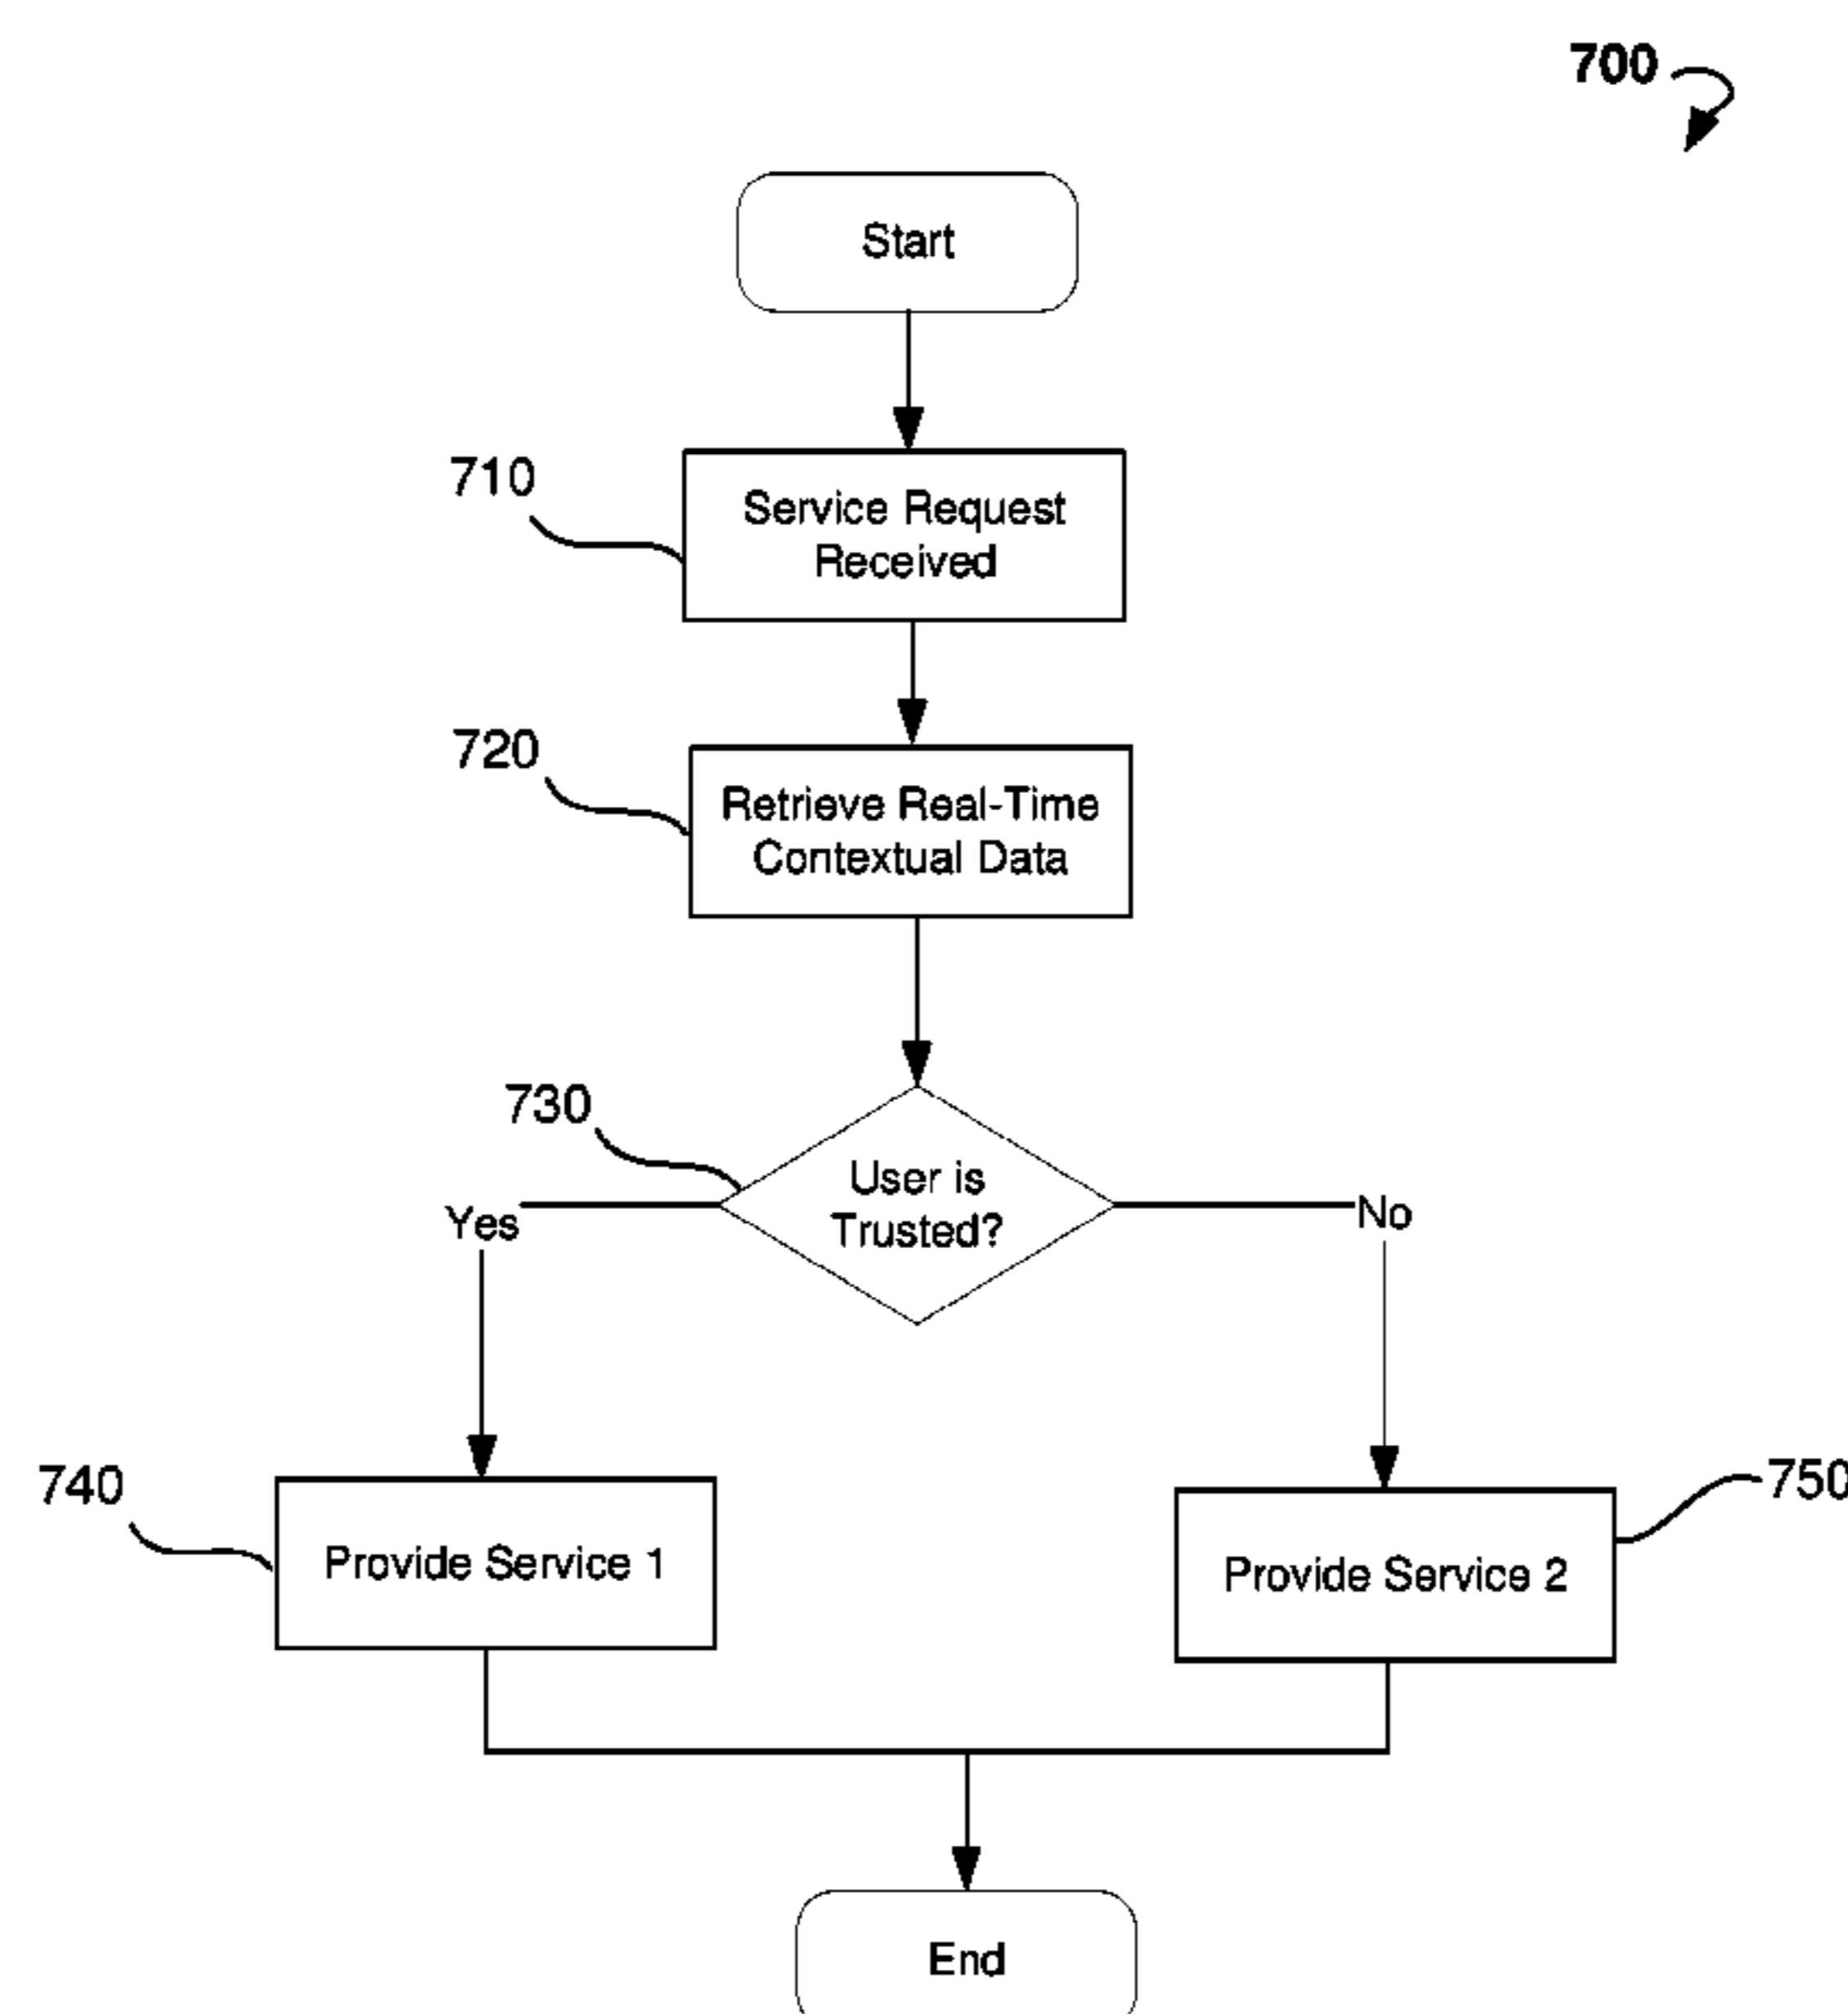 700
Start
710
Service Request
Received
720
Retrieve Real-Time
Contextual Data
730
User is
Trusted?
Yes
No
740
Provide Service 1
750
Provide Service 2
End